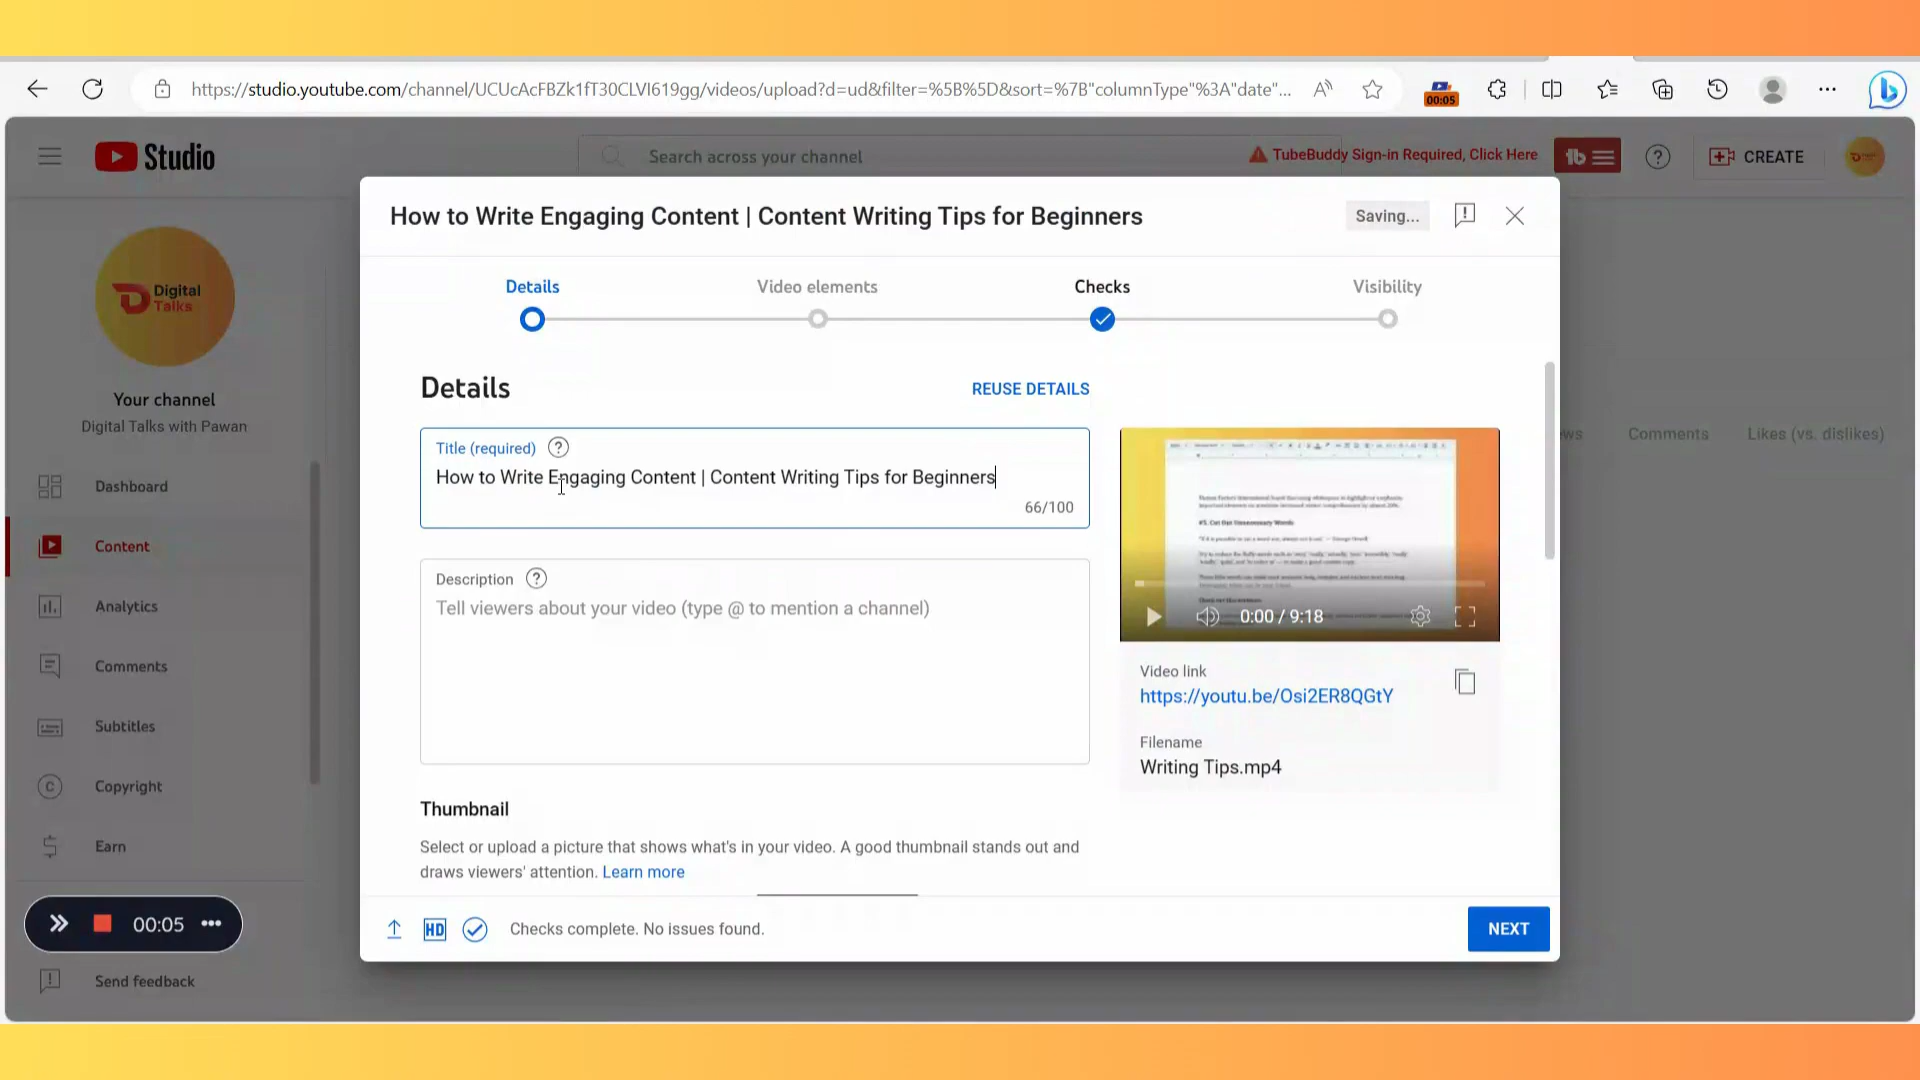 https://studio.youtube.com/channel/UCUcAcFBZk1fT30CLVI619gg/videos/upload?d=ud&filter=%5B%5D&sort=%7B"columnType"%3A"date"...
00:05
Studio
Search across your channel
TubeBuddy Sign-in Required, Click Here
tb
CREATE
How to Write Engaging Content | Content Writing Tips for Beginners
Saving...
Details
Video elements
Checks
Visibility
Digital
Talks
Your channel
Digital Talks with Pawan
Dashboard
Content
Analytics
Comments
Subtitles
Copyright
Earn
00:05
Send feedback
Details
REUSE DETAILS
Title (required)
How to Write Engaging Content | Content Writing Tips for Beginners
66/100
Description
Tell viewers about your video (type @ to mention a channel)
Thumbnail
Select or upload a picture that shows what's in your video. A good thumbnail stands out and
draws viewers' attention. Learn more
#5. Cut Out Unnecessary Words
0:00 / 9:18
Video link
https://youtu.be/Osi2ER8QGtY
Filename
Writing Tips.mp4
Comments
Likes (vs. dislikes)
HD
Checks complete. No issues found.
NEXT